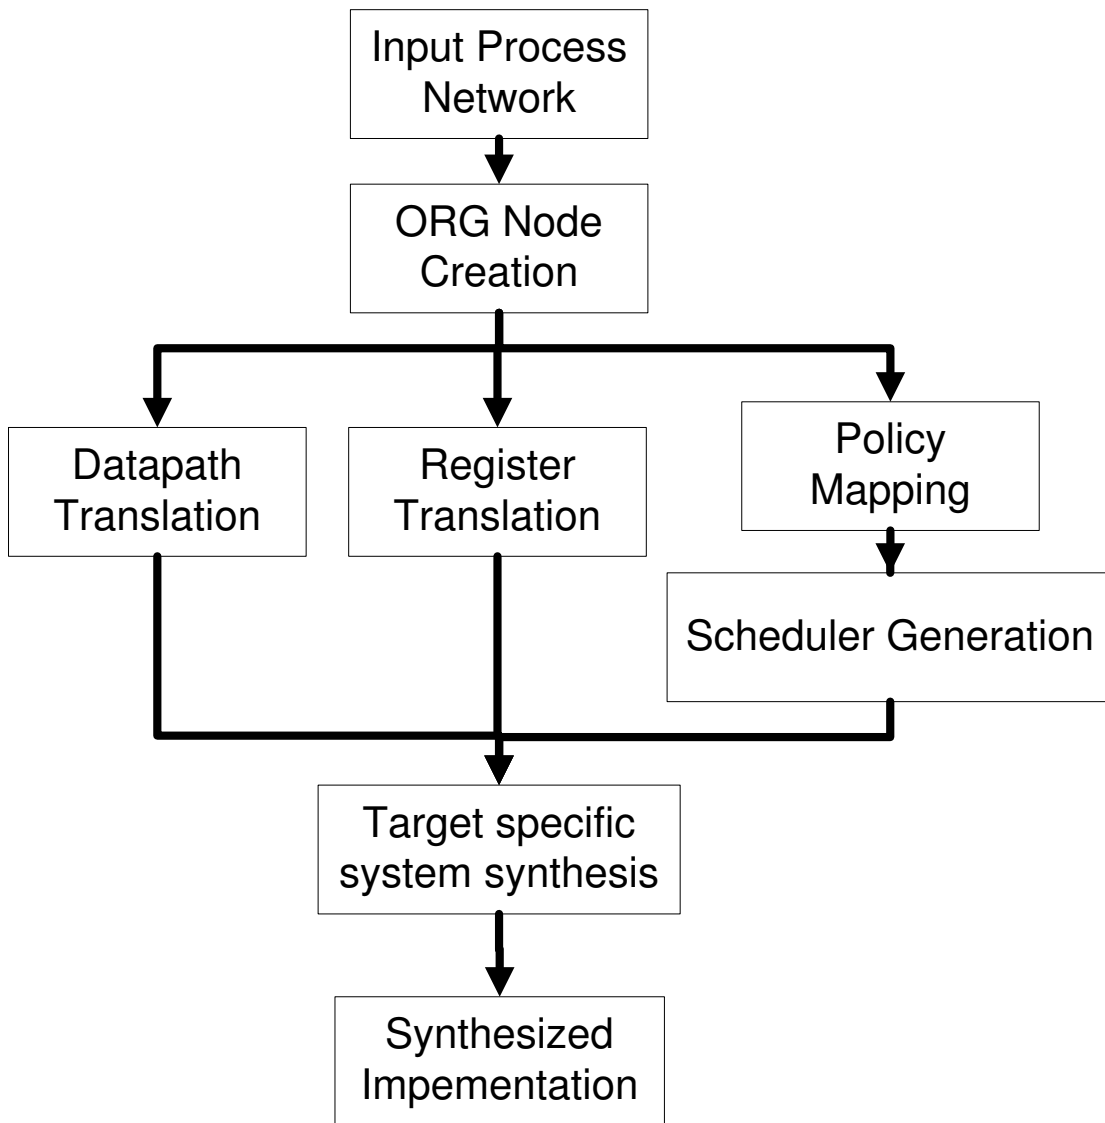 Input Process
Network
ORG Node
Creation
Datapath
Translation
Register
Translation
Policy
Mapping
Scheduler Generation
Target specific
system synthesis
Synthesized
Impementation